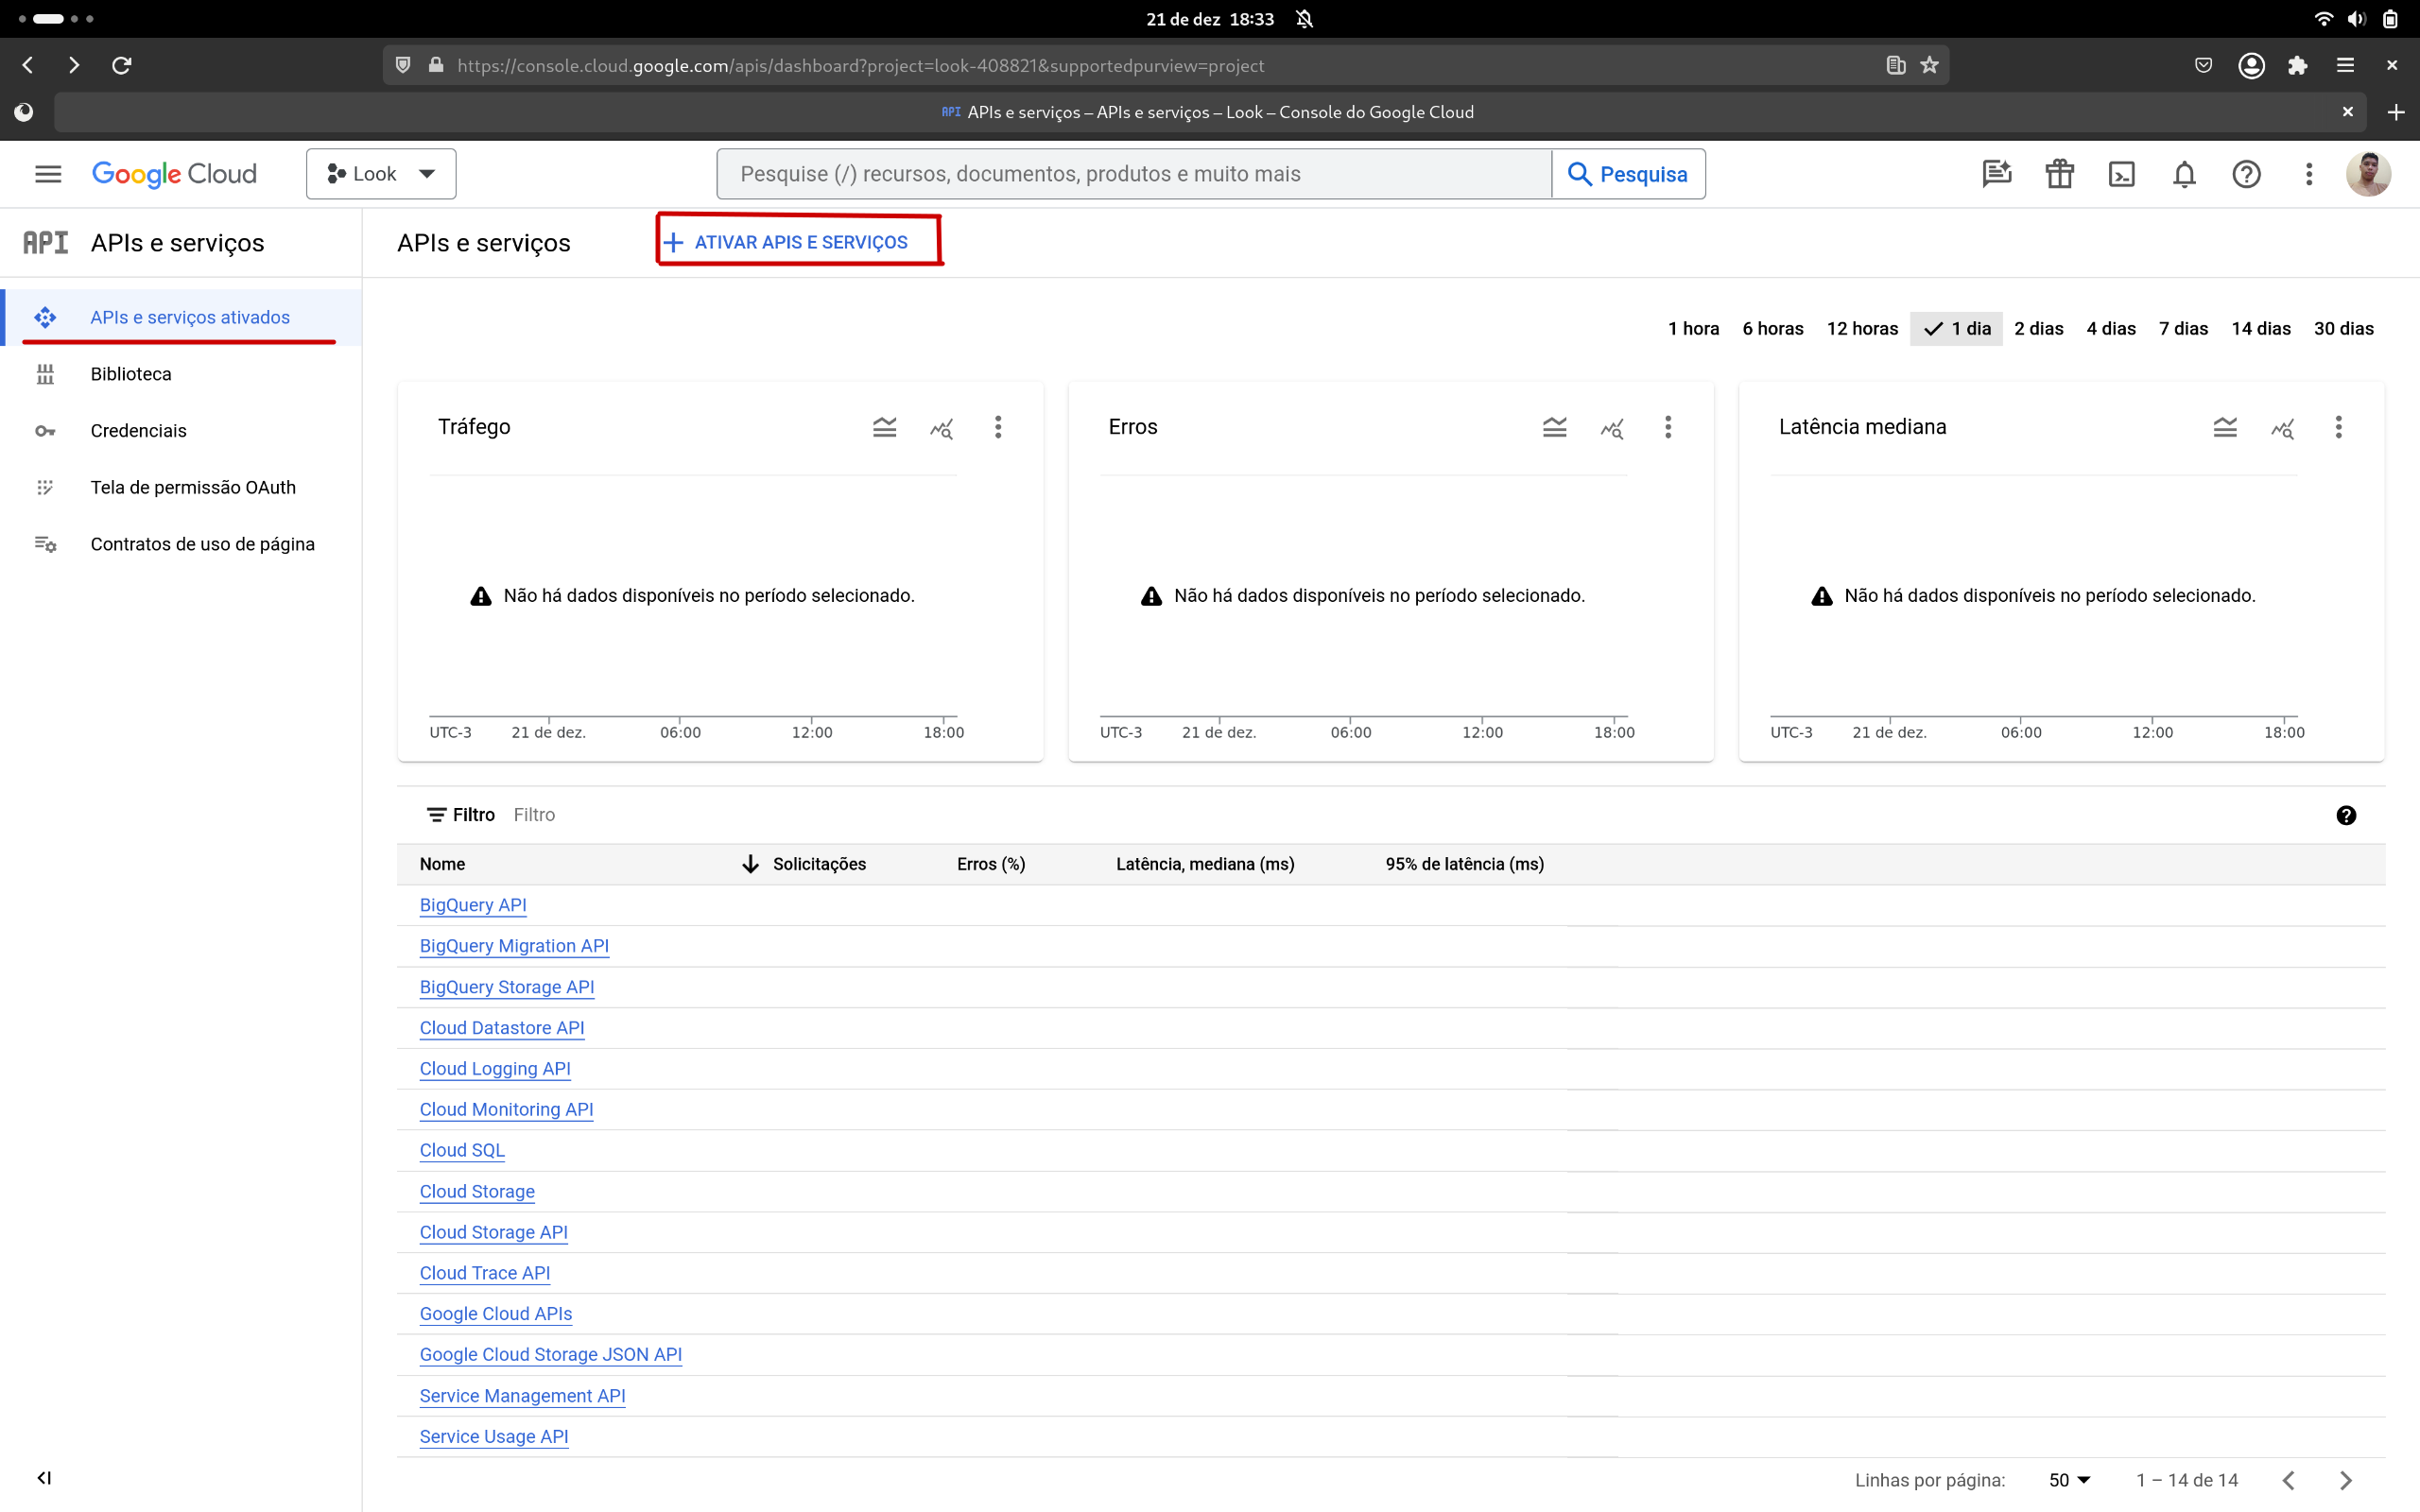 21 de dez 18:33
https://console.cloud.google.com/apis/dashboard?project=look-408821&supportedpurview=project
API APIs e serviços – APIs e serviços – Look – Console do Google Cloud
Google Cloud
Look
Pesquise (/) recursos, documentos, produtos e muito mais
Pesquisa
API APIs e serviços
APIs e serviços
ATIVAR APIS E SERVIÇOS
APIs e serviços ativados
Biblioteca
Credenciais
Tela de permissão OAuth
Contratos de uso de página
1 hora 6 horas 12 horas 1 dia 2 dias 4 dias 7 dias 14 dias 30 dias
Tráfego
Não há dados disponíveis no período selecionado.
UTC-3 21 de dez. 06:00 12:00 18:00
Erros
Não há dados disponíveis no período selecionado.
UTC-3 21 de dez. 06:00 12:00 18:00
Latência mediana
Não há dados disponíveis no período selecionado.
UTC-3 21 de dez. 06:00 12:00 18:00
Filtro Filtro
Nome Solicitações Erros (%) Latência, mediana (ms) 95% de latência (ms)
BigQuery API
BigQuery Migration API
BigQuery Storage API
Cloud Datastore API
Cloud Logging API
Cloud Monitoring API
Cloud SQL
Cloud Storage
Cloud Storage API
Cloud Trace API
Google Cloud APIs
Google Cloud Storage JSON API
Service Management API
Service Usage API
Linhas por página: 50 1 – 14 de 14